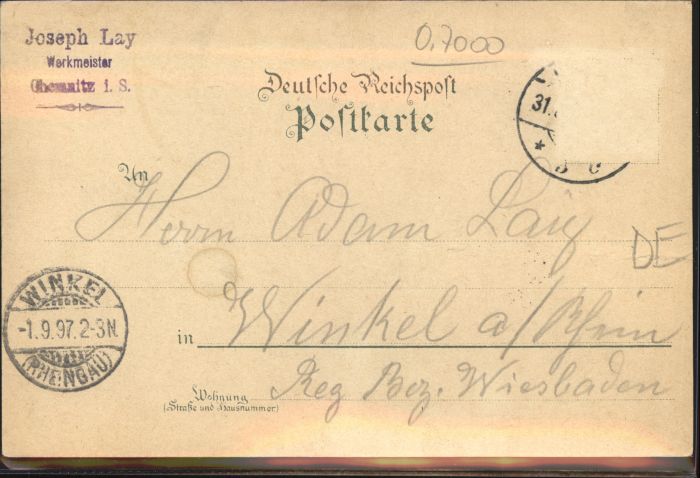 Joseph Lay
Werkmeister
Chemnitz i. S.
0.7000
Deutsche Reichspost
Postkarte
31.
* 5 c
An
Herrn Adam Lay
DE
WINKEL
-1.9.97. 2-3N.
(RHEINGAU)
in Winkel a/Rhein
Wohnung
(Straße und Hausnummer)
Reg Bez. Wiesbaden